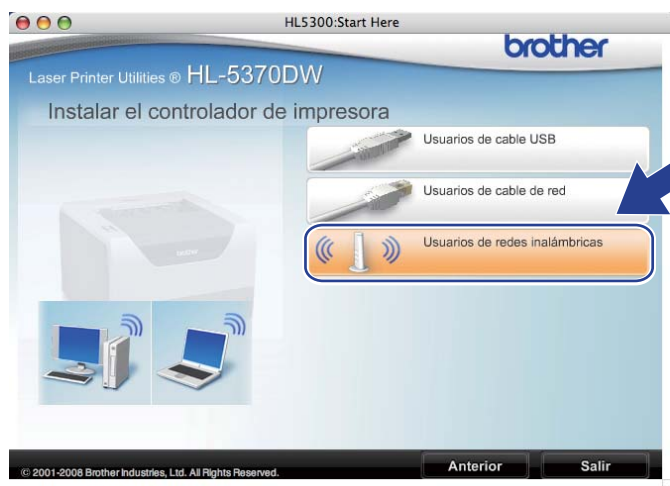 HL5300:Start Here
brother
Laser Printer Utilities ® HL-5370DW
Instalar el controlador de impresora
Usuarios de cable USB
Usuarios de cable de red
Usuarios de redes inalámbricas
© 2001-2008 Brother Industries, Ltd. All Rights Reserved.
Anterior
Salir